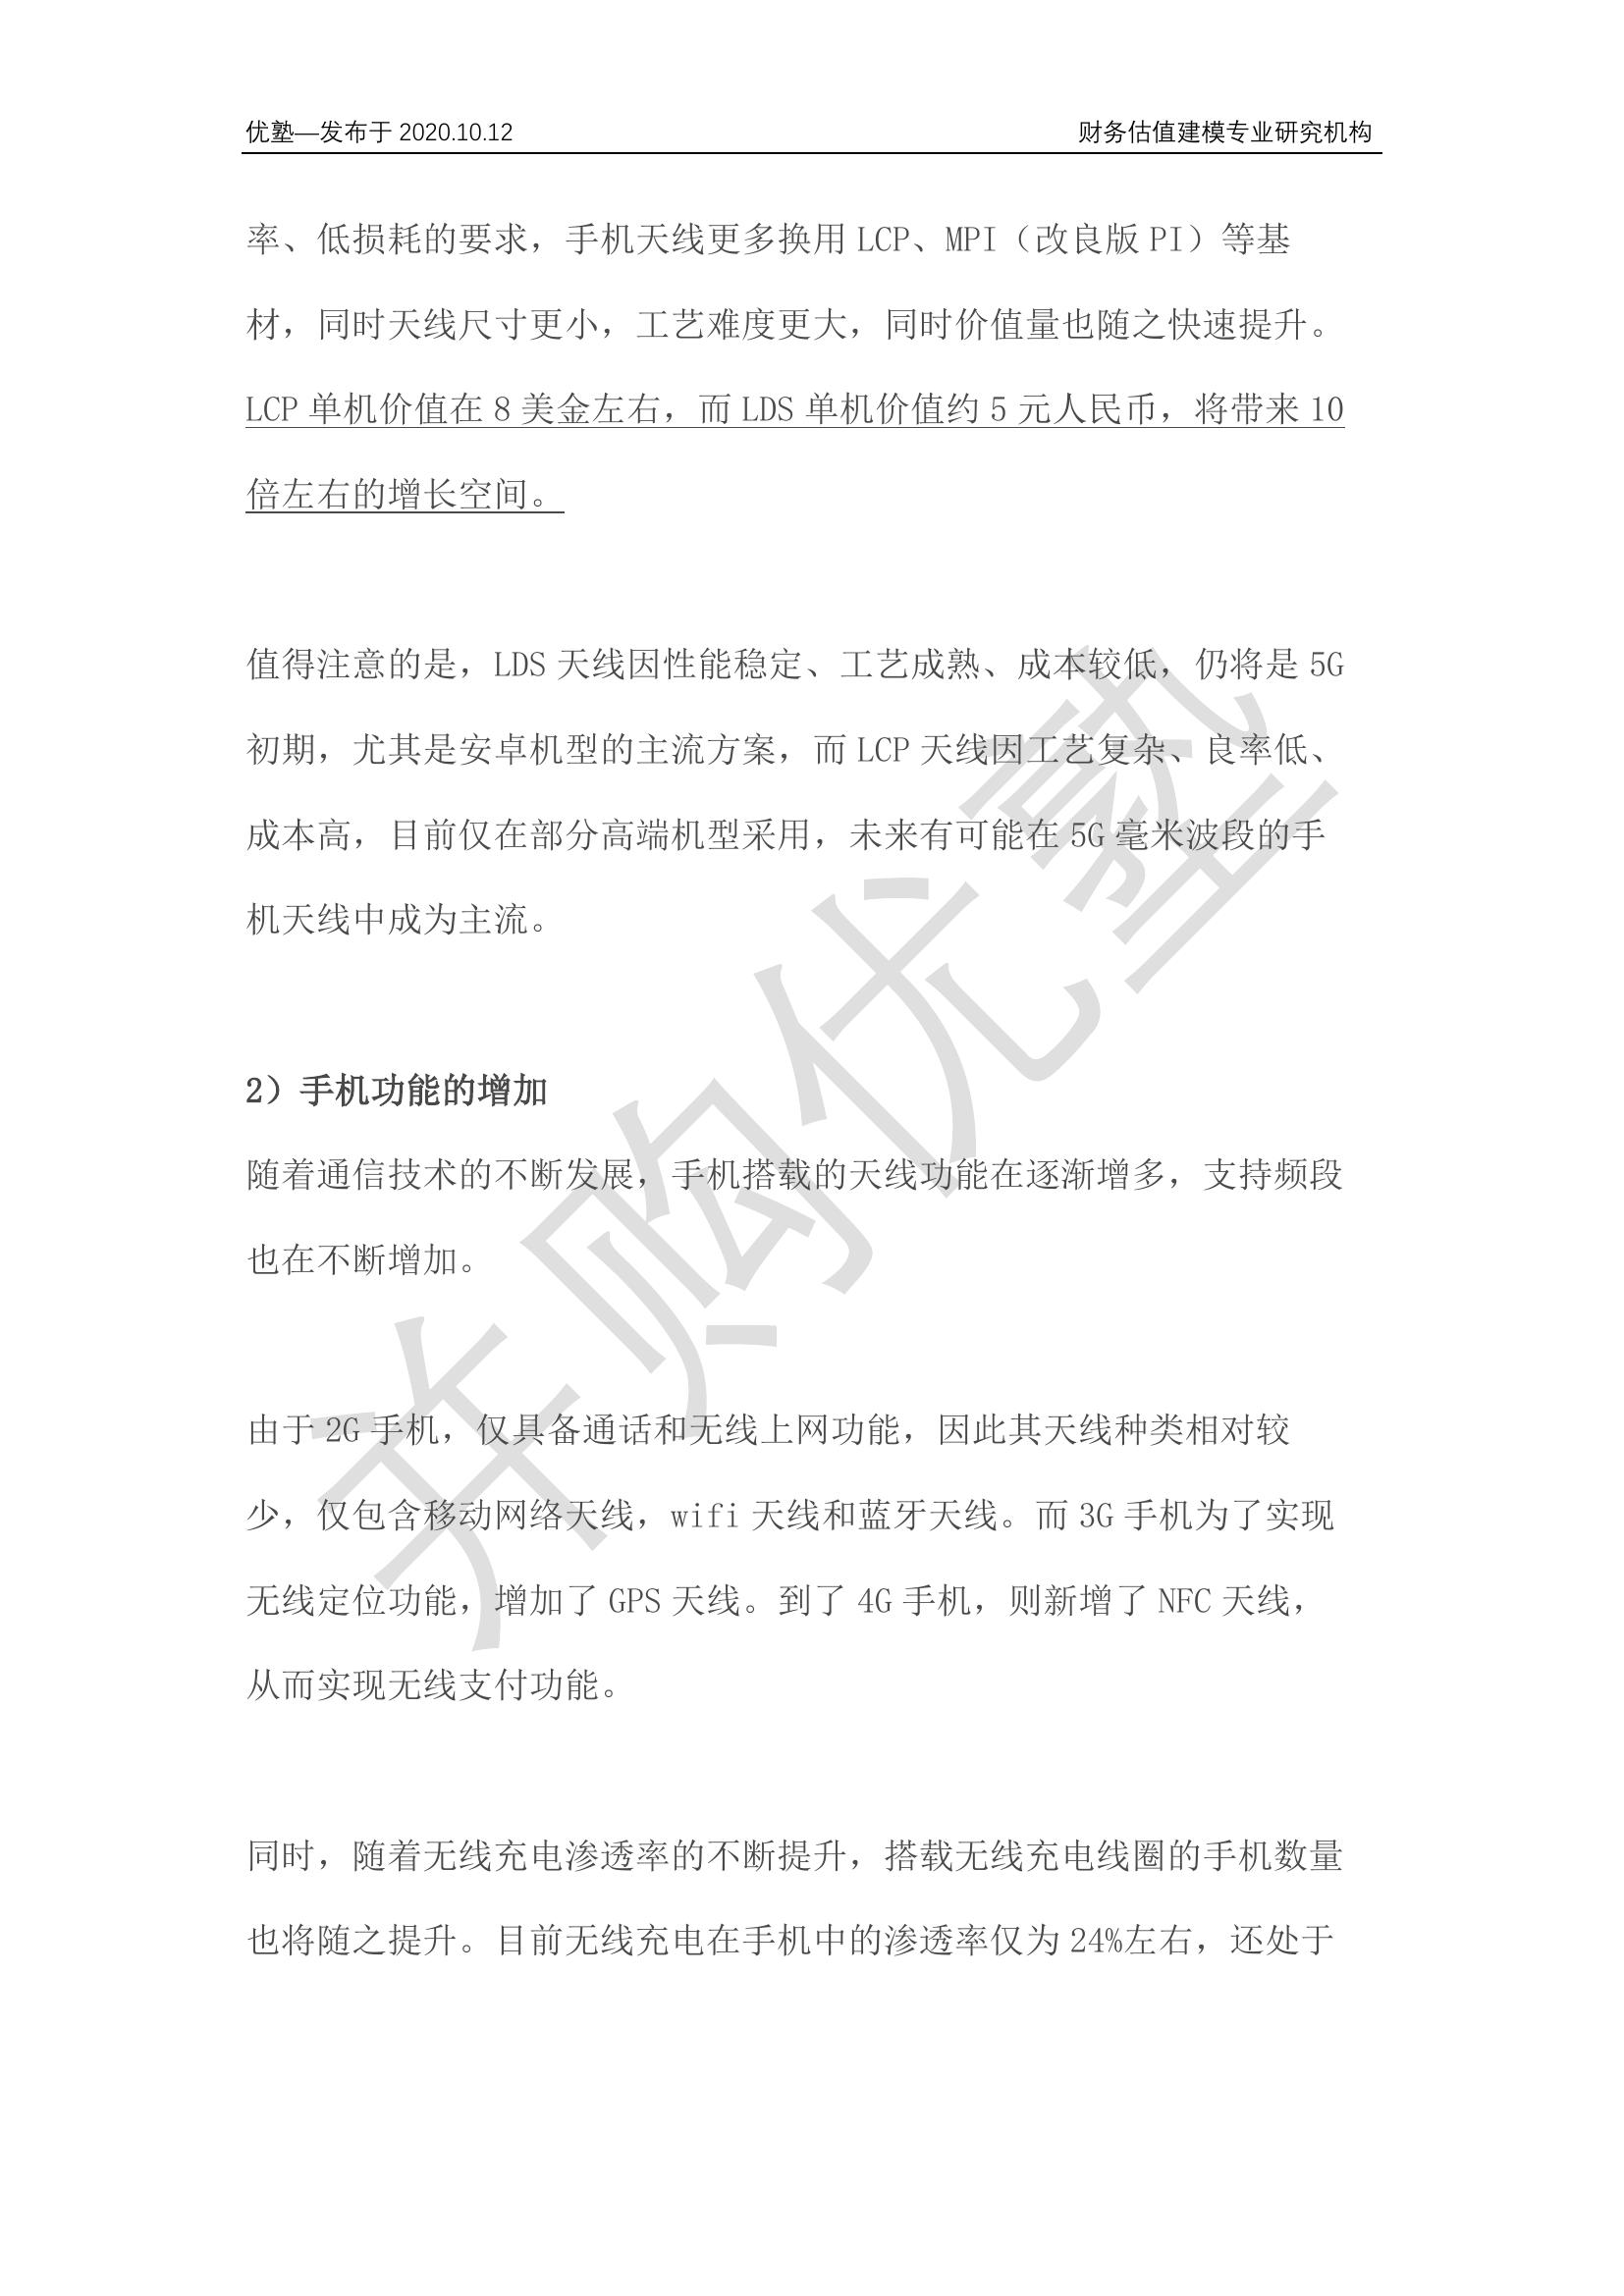 优塾—发布于 2020.10.12 财务估值建模专业研究机构
率、低损耗的要求，手机天线更多换用 LCP、MPI（改良版 PI）等基
材，同时天线尺寸更小，工艺难度更大，同时价值量也随之快速提升。
LCP 单机价值在 8 美金左右，而 LDS 单机价值约 5 元人民币，将带来 10
倍左右的增长空间。
值得注意的是，LDS 天线因性能稳定、工艺成熟、成本较低，仍将是 5G
初期，尤其是安卓机型的主流方案，而 LCP 天线因工艺复杂、良率低、
成本高，目前仅在部分高端机型采用，未来有可能在 5G 毫米波段的手
机天线中成为主流。
2）手机功能的增加
随着通信技术的不断发展，手机搭载的天线功能在逐渐增多，支持频段
也在不断增加。
由于 2G 手机，仅具备通话和无线上网功能，因此其天线种类相对较
少，仅包含移动网络天线，wifi 天线和蓝牙天线。而 3G 手机为了实现
无线定位功能，增加了 GPS 天线。到了 4G 手机，则新增了 NFC 天线，
从而实现无线支付功能。
同时，随着无线充电渗透率的不断提升，搭载无线充电线圈的手机数量
也将随之提升。目前无线充电在手机中的渗透率仅为 24%左右，还处于
并购优塾